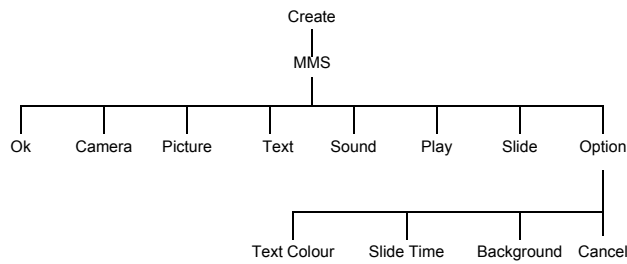 Create
MMS
Ok Camera Picture Text Sound Play Slide Option
Text Colour Slide Time Background Cancel